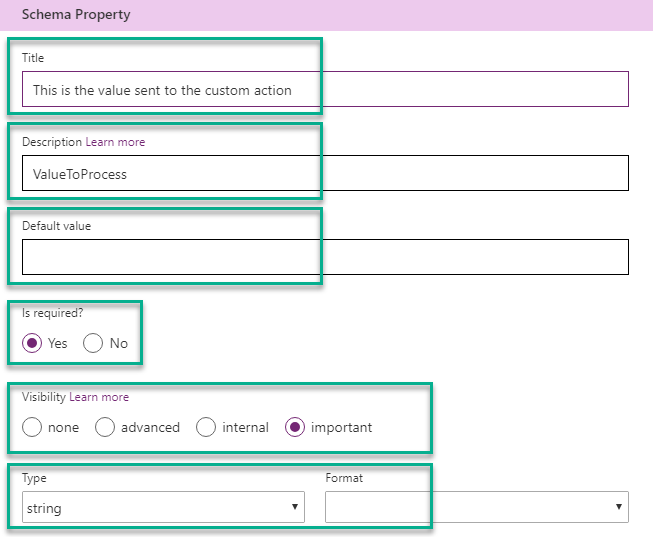 Schema Property
Title
This is the value sent to the custom action
Description Learn more
ValueToProcess
Default value
Is required?
Yes No
Visibility Learn more
none advanced internal important
Type Format
string